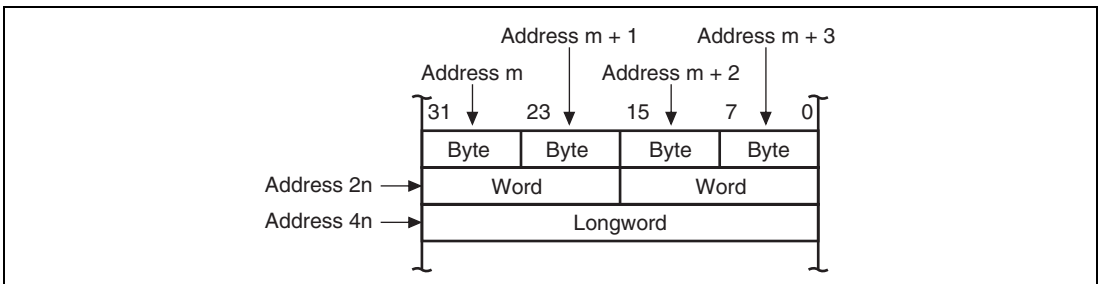 Address m + 1 Address m + 3
Address m Address m + 2
31 23 15 7 0
Byte Byte Byte Byte
Address 2n Word Word
Address 4n Longword